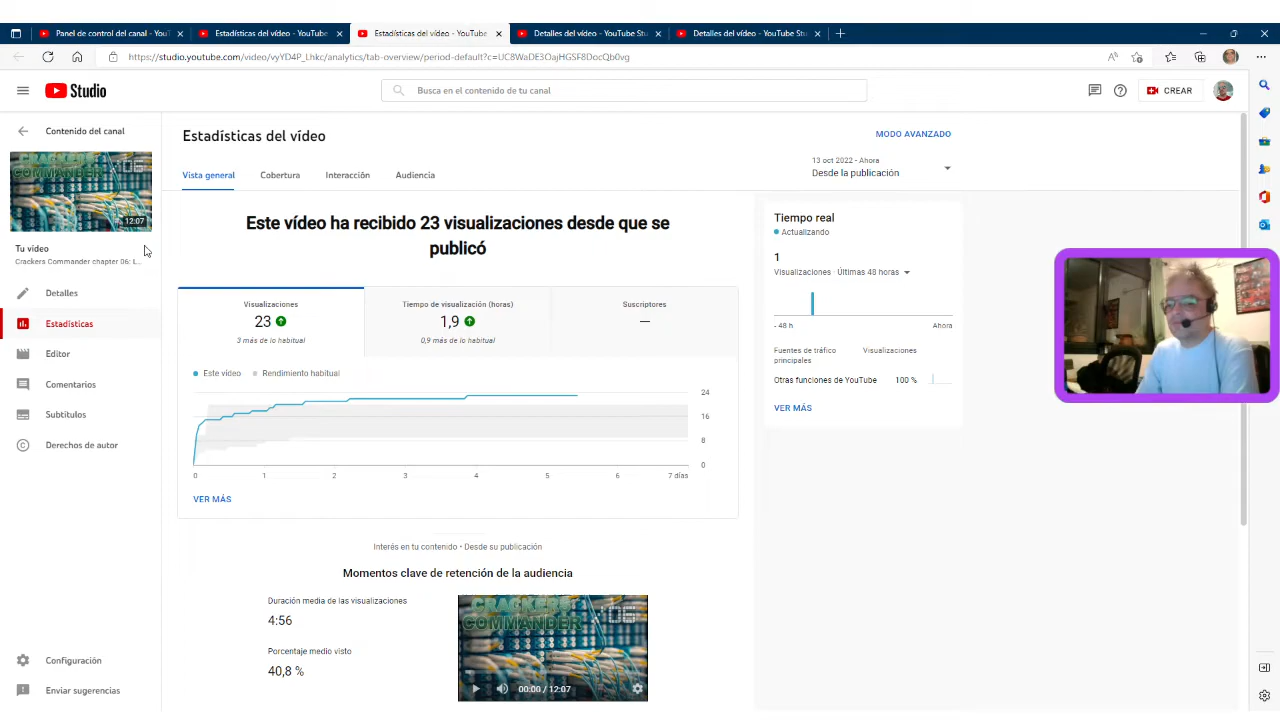 Panel de control del canal - YouT
Estadísticas del vídeo - YouTube
Estadísticas del vídeo - YouTube
Detalles del vídeo - YouTube Stu
Detalles del vídeo - YouTube Stu
https://studio.youtube.com/video/vyYD4P_Lhkc/analytics/tab-overview/period-default?c=UC8WaDE3OajHGSF8DocQb0vg
Studio
Busca en el contenido de tu canal
CREAR
Contenido del canal
CRACKERS
COMMANDER
12:07
Tu vídeo
Crackers Commander chapter 06: L...
Detalles
Estadísticas
Editor
Comentarios
Subtítulos
Derechos de autor
Configuración
Enviar sugerencias
Estadísticas del vídeo
MODO AVANZADO
Vista general
Cobertura
Interacción
Audiencia
13 oct 2022 - Ahora
Desde la publicación
Este vídeo ha recibido 23 visualizaciones desde que se
publicó
Visualizaciones
23
3 más de lo habitual
Tiempo de visualización (horas)
1,9
0,9 más de lo habitual
Suscriptores
—
Este vídeo
Rendimiento habitual
24
16
8
0
0 1 2 3 4 5 6 7 días
VER MÁS
Interés en tu contenido • Desde su publicación
Momentos clave de retención de la audiencia
Duración media de las visualizaciones
4:56
Porcentaje medio visto
40,8 %
CRACKERS
COMMANDER
00:00 / 12:07
Tiempo real
Actualizando
1
Visualizaciones · Últimas 48 horas
- 48 h
Ahora
Fuentes de tráfico
principales
Visualizaciones
Otras funciones de YouTube
100 %
VER MÁS